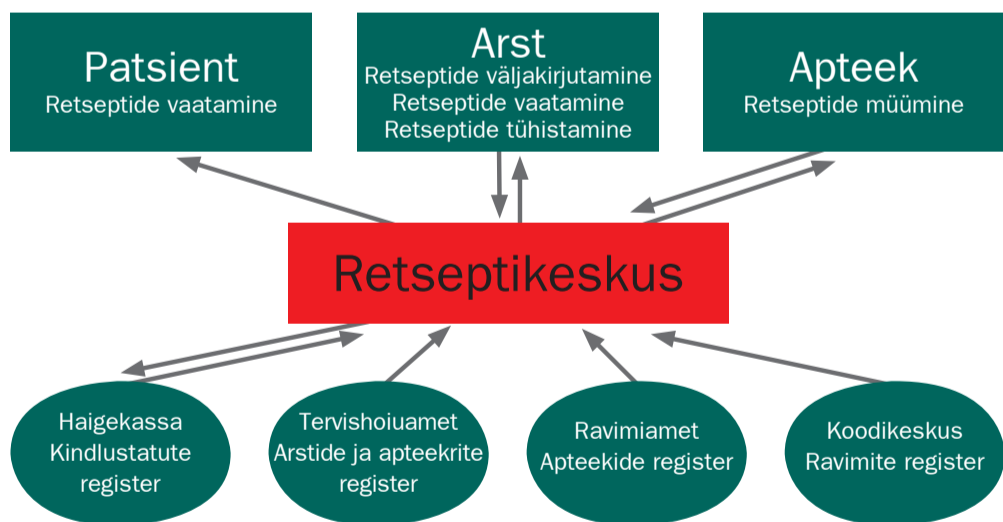 Patsient
Retseptide vaatamine
Arst
Retseptide väljakirjutamine
Retseptide vaatamine
Retseptide tühistamine
Apteek
Retseptide müümine
Retseptikeskus
Haigekassa
Kindlustatute
register
Tervishoiuamet
Arstide ja apteekrite
register
Ravimiamet
Apteekide register
Koodikeskus
Ravimite register